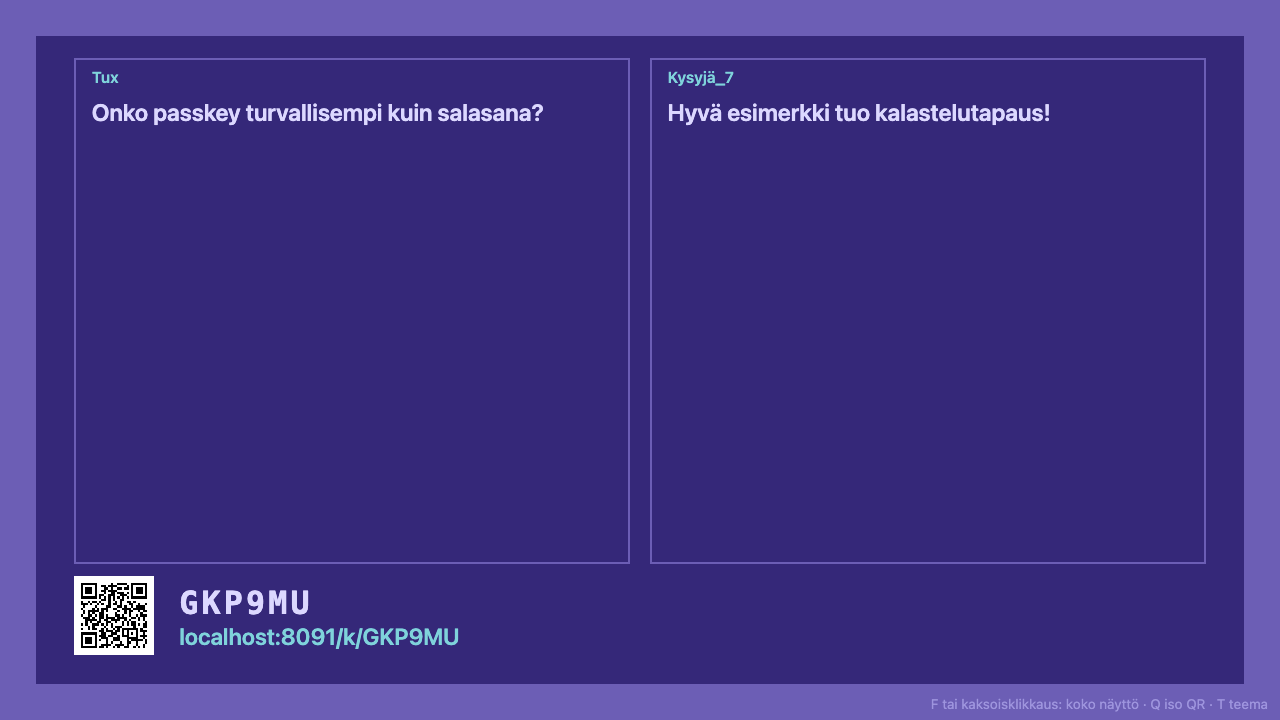 Tux
Onko passkey turvallisempi kuin salasana?
Kysyjä_7
Hyvä esimerkki tuo kalastelutapaus!
GKP9MU
localhost:8091/k/GKP9MU
F tai kaksoisklikkaus: koko näyttö · Q iso QR · T teema